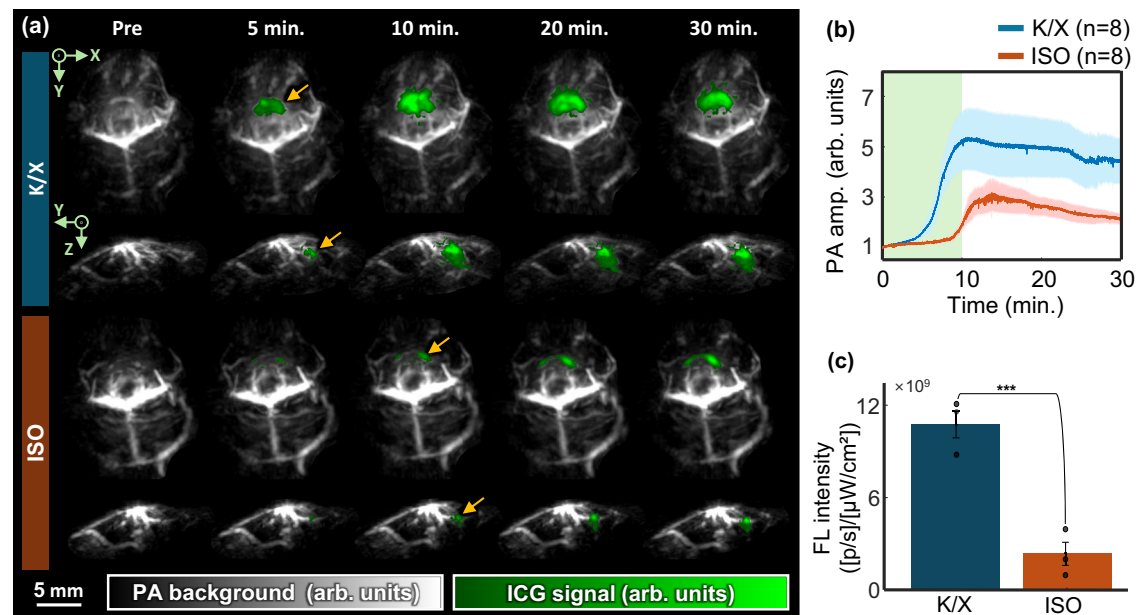 (a)
Pre 5 min. 10 min. 20 min. 30 min.
X
Y
K/X
Y
Z
ISO
5 mm
PA background (arb. units)
ICG signal (arb. units)
(b)
K/X (n=8)
ISO (n=8)
PA amp. (arb. units)
7
5
3
1
0 10 20 30
Time (min.)
(c)
×10⁹
***
FL intensity
([p/s]/[µW/cm²])
12
6
0
K/X ISO